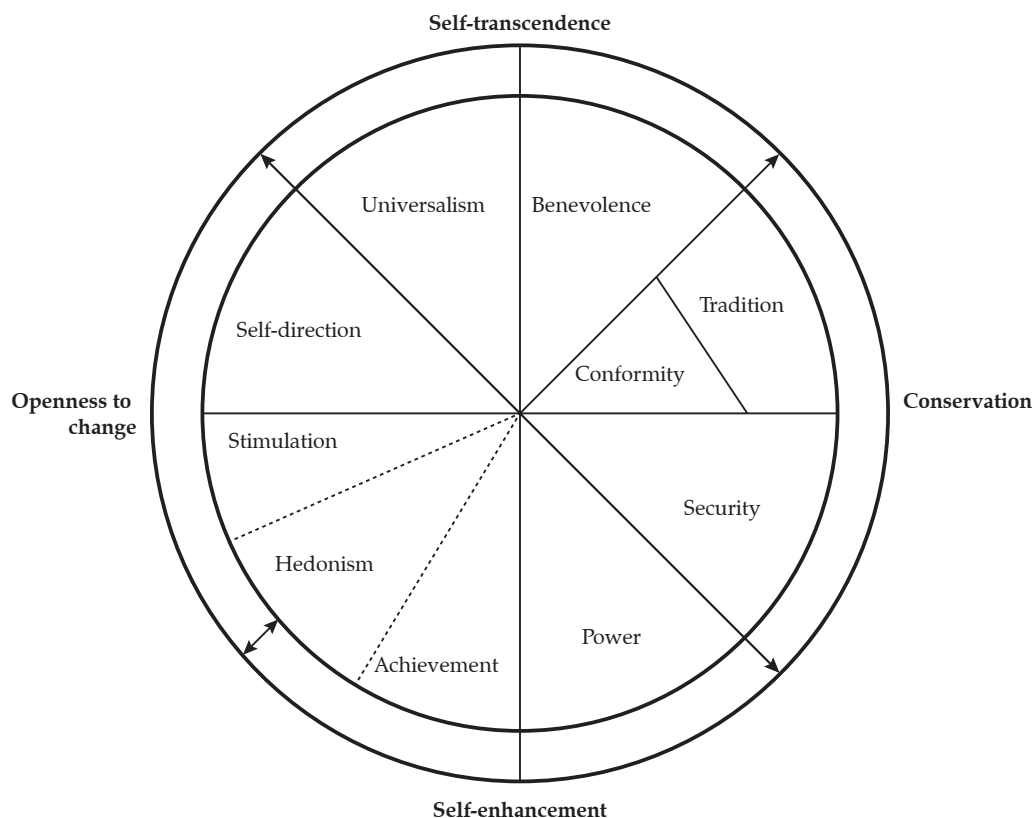 Self-transcendence
Universalism
Benevolence
Tradition
Self-direction
Conformity
Openness to
change
Conservation
Stimulation
Security
Hedonism
Power
Achievement
Self-enhancement